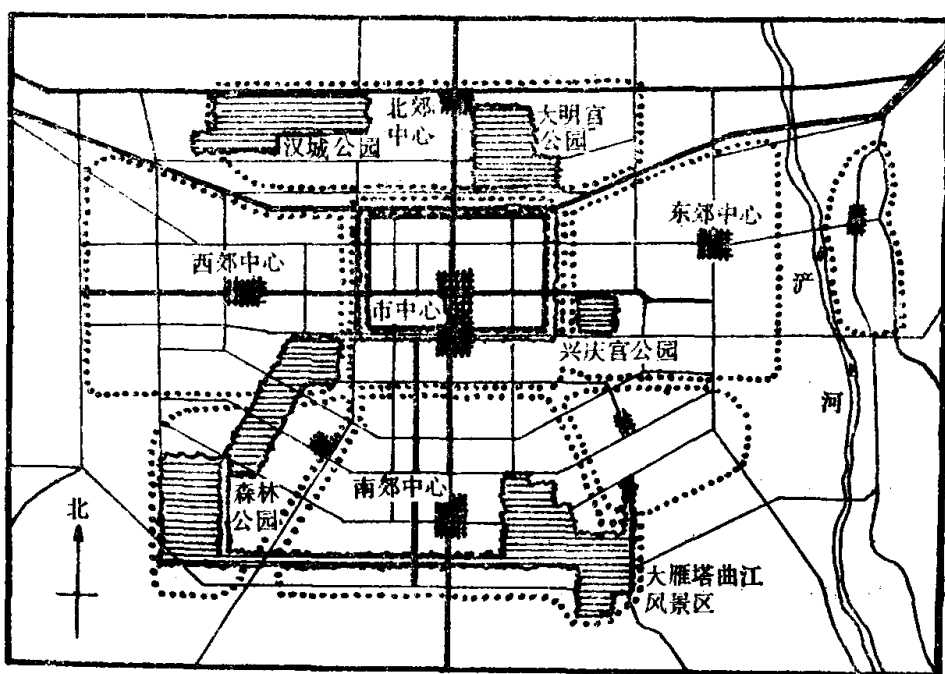 北郊
中心
大明宫
公园
汉城公园
东郊中心
西郊中心
浐
市中心
兴庆宫公园
河
森林
公园
南郊中心
北
大雁塔曲江
风景区